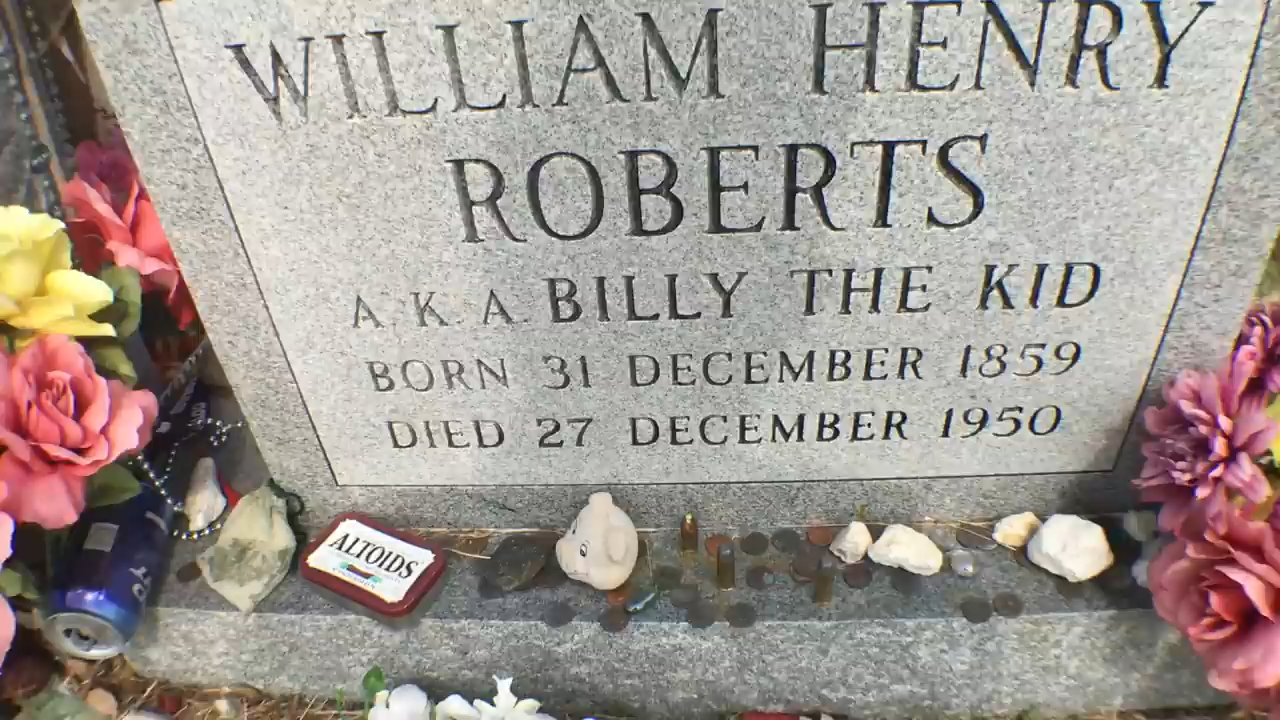 WILLIAM HENRY
ROBERTS
A.K.A. BILLY THE KID
BORN 31 DECEMBER 1859
DIED 27 DECEMBER 1950
ALTOIDS